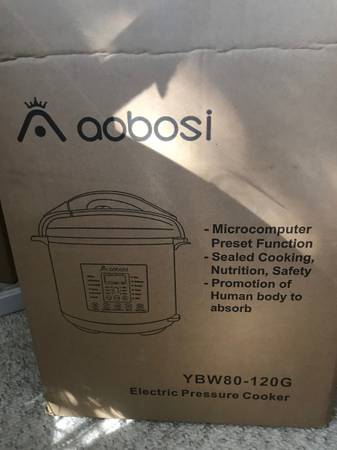 aobosi
- Microcomputer
Preset Function
- Sealed Cooking,
Nutrition, Safety
- Promotion of
Human body to
absorb
aobosi
YBW80-120G
Electric Pressure Cooker